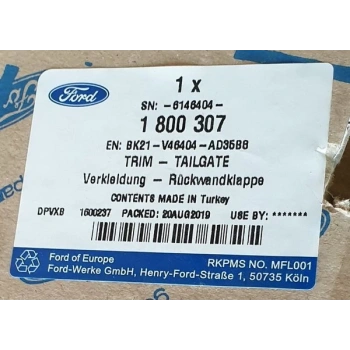 Ford
1 x
SN: -6146404-
1 800 307
EN: BK21-V46404-AD35B8
TRIM - TAILGATE
Verkleidung - Rückwandklappe
CONTENTS MADE IN Turkey
DPVXB 1600237 PACKED: 20AUG2019 USE BY: *******
Ford of Europe RKPMS NO. MFL001
Ford-Werke GmbH, Henry-Ford-Straße 1, 50735 Köln